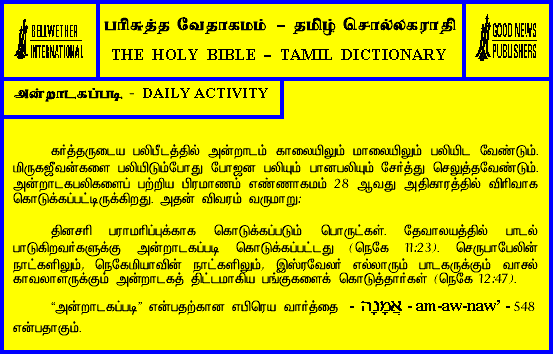 BELLWETHER
INTERNATIONAL
பரிசுத்த வேதாகமம் – தமிழ் சொல்லகராதி
THE HOLY BIBLE – TAMIL DICTIONARY
GOOD NEWS
PUBLISHERS
அன்றாடகப்படி - DAILY ACTIVITY
கர்த்தருடைய பலிபீடத்தில் அன்றாடம் காலையிலும் மாலையிலும் பலியிட வேண்டும்.
மிருகஜீவன்களை பலியிடும்போது போஜன பலியும் பானபலியும் சேர்த்து செலுத்தவேண்டும்.
அன்றாடகபலிகளைப் பற்றிய பிரமாணம் எண்ணாகமம் 28 ஆவது அதிகாரத்தில் விரிவாக
கொடுக்கப்பட்டிருக்கிறது. அதன் விவரம் வருமாறு:
தினசரி பராமரிப்புக்காக கொடுக்கப்படும் பொருட்கள். தேவாலயத்தில் பாடல்
பாடுகிறவர்களுக்கு அன்றாடகப்படி கொடுக்கப்பட்டது (நெகே 11:23). செருபாபேலின்
நாட்களிலும், நெகேமியாவின் நாட்களிலும், இஸ்ரவேலர் எல்லாரும் பாடகருக்கும் வாசல்
காவலாளருக்கும் அன்றாடகத் திட்டமாகிய பங்குகளைக் கொடுத்தார்கள் (நெகே 12:47).
“அன்றாடகப்படி” என்பதற்கான எபிரெய வார்த்தை - אֲמָנָה - am-aw-naw’ - 548
என்பதாகும்.